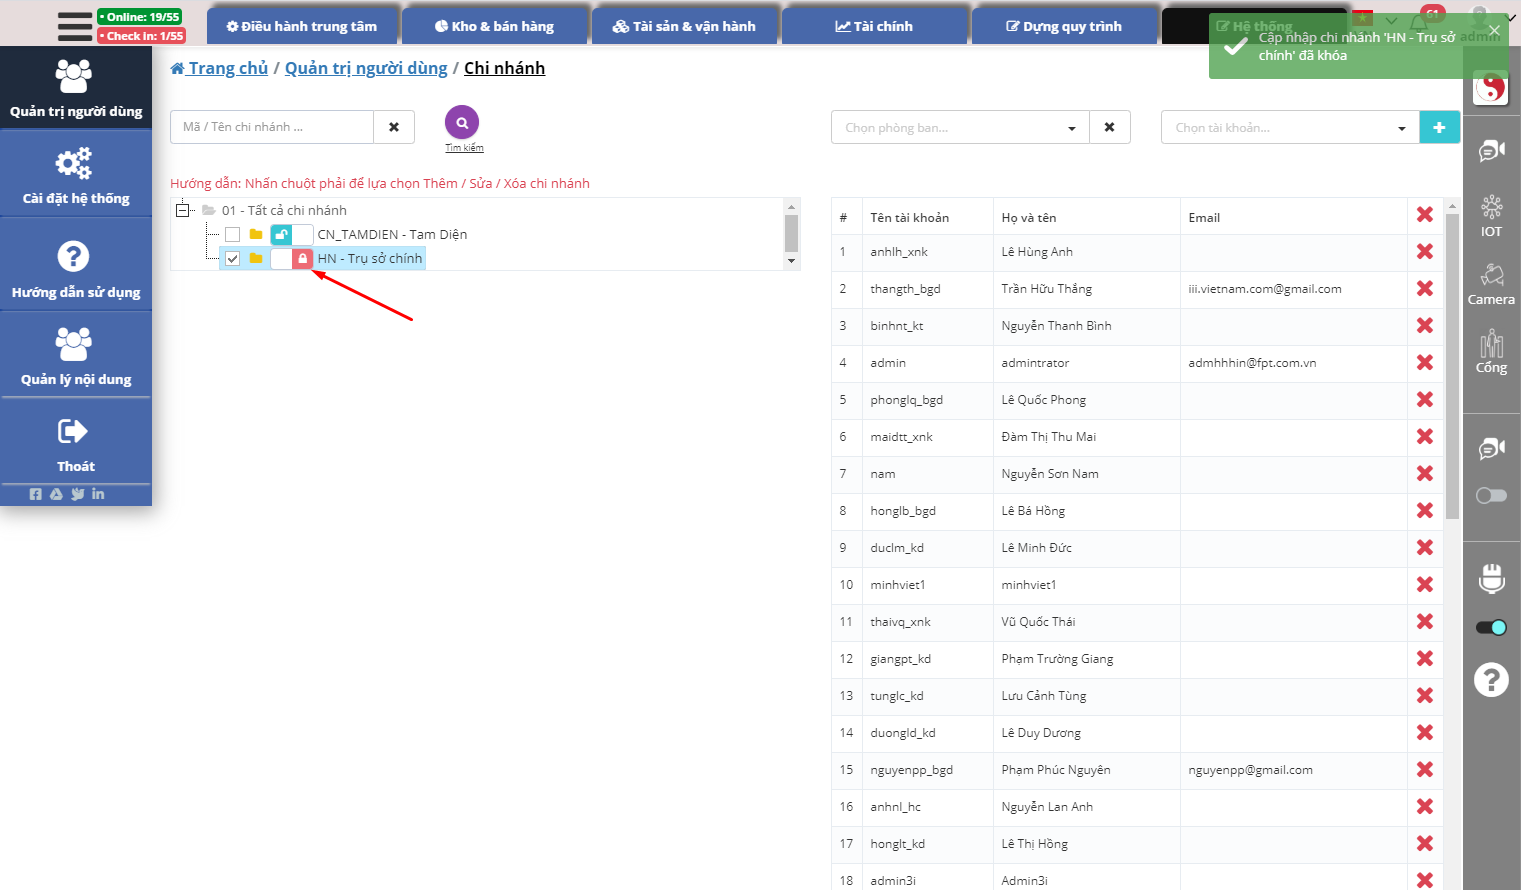 • Online: 19/55
• Check In: 1/55
Điều hành trung tâm
Kho & bán hàng
Tài sản & vận hành
Tài chính
Dựng quy trình
Hệ thống
61
admin
Cập nhập chi nhánh 'HN - Trụ sở chính' đã khóa
Quản trị người dùng
Cài đặt hệ thống
Hướng dẫn sử dụng
Quản lý nội dung
Thoát
Trang chủ / Quản trị người dùng / Chi nhánh
Mã / Tên chi nhánh ...
Tìm kiếm
Chọn phòng ban...
Chọn tài khoản...
Hướng dẫn: Nhấn chuột phải để lựa chọn Thêm / Sửa / Xóa chi nhánh
01 - Tất cả chi nhánh
CN_TAMDIEN - Tam Diện
HN - Trụ sở chính
# Tên tài khoản Họ và tên Email
1 anhlh_xnk Lê Hùng Anh
2 thangth_bgd Trần Hữu Thắng iii.vietnam.com@gmail.com
3 binhnt_kt Nguyễn Thanh Bình
4 admin admintrator admhhhin@fpt.com.vn
5 phonglq_bgd Lê Quốc Phong
6 maidtt_xnk Đàm Thị Thu Mai
7 nam Nguyễn Sơn Nam
8 honglb_bgd Lê Bá Hồng
9 duclm_kd Lê Minh Đức
10 minhviet1 minhviet1
11 thaivq_xnk Vũ Quốc Thái
12 giangpt_kd Phạm Trường Giang
13 tunglc_kd Lưu Cảnh Tùng
14 duongld_kd Lê Duy Dương
15 nguyenpp_bgd Phạm Phúc Nguyên nguyenpp@gmail.com
16 anhnl_hc Nguyễn Lan Anh
17 honglt_kd Lê Thị Hồng
18 admin3i Admin3i
IOT
Camera
Cổng